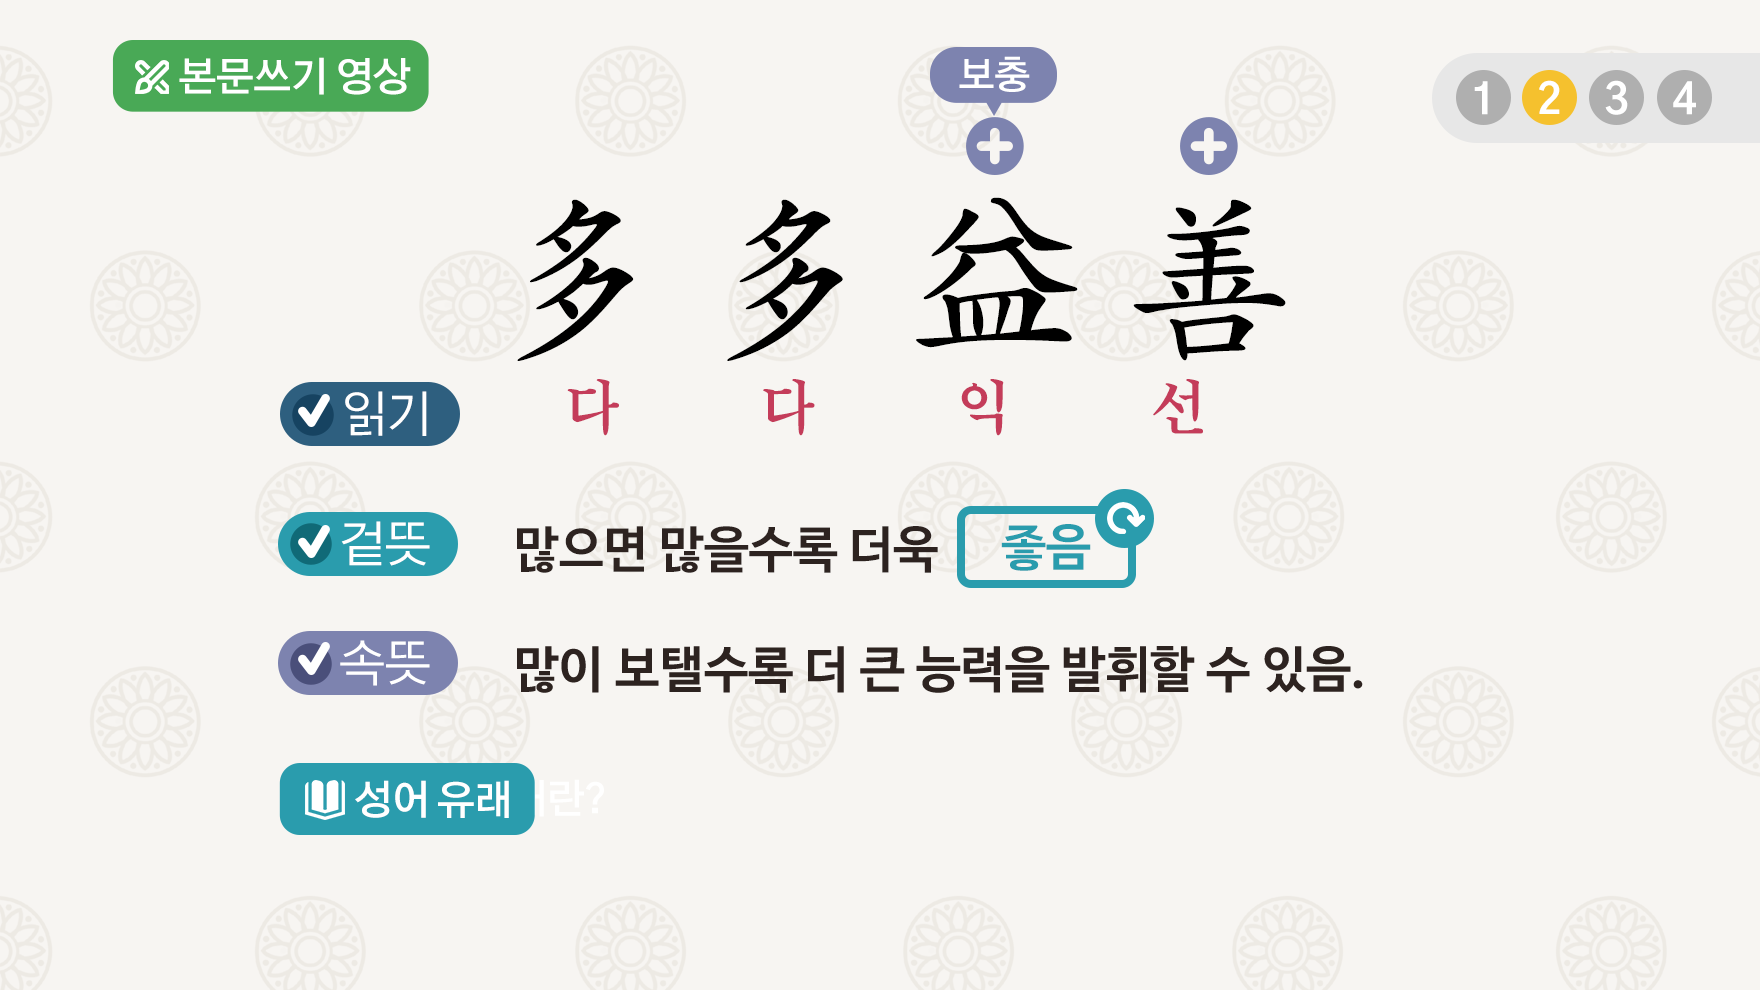 본문쓰기 영상
보충
1 2 3 4
多 多 益 善
읽기 다 다 익 선
겉뜻 많으면 많을수록 더욱 좋음
속뜻 많이 보탤수록 더 큰 능력을 발휘할 수 있음.
성어 유래 란?